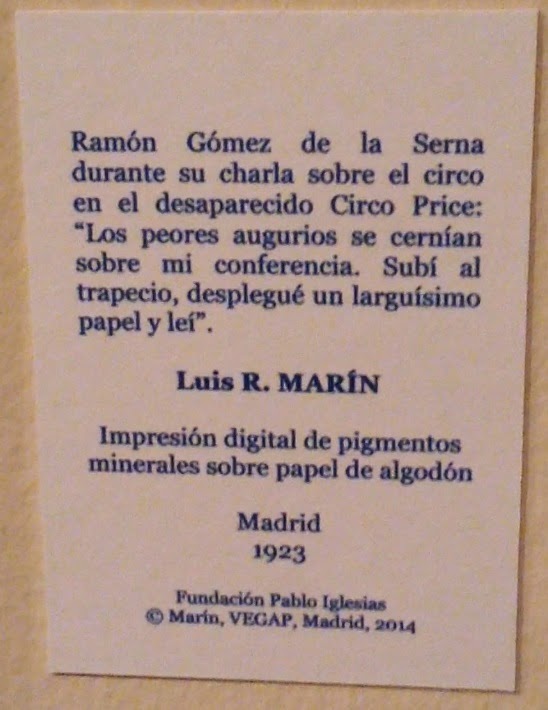 Ramón Gómez de la Serna
durante su charla sobre el circo
en el desaparecido Circo Price:
“Los peores augurios se cernían
sobre mi conferencia. Subí al
trapecio, desplegué un larguísimo
papel y leí”.
Luis R. MARÍN
Impresión digital de pigmentos
minerales sobre papel de algodón
Madrid
1923
Fundación Pablo Iglesias
© Marín, VEGAP, Madrid, 2014